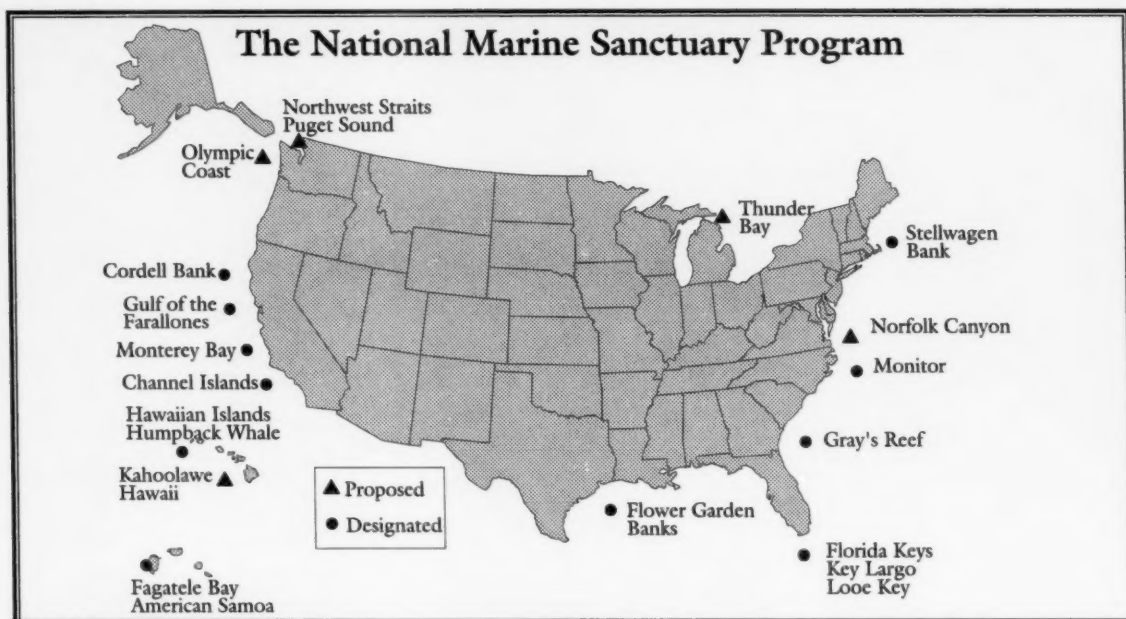 The National Marine Sanctuary Program
Northwest Straits
Puget Sound
Olympic
Coast
Thunder
Bay
Stellwagen
Bank
Cordell Bank
Gulf of the
Farallones
Norfolk Canyon
Monterey Bay
Monitor
Channel Islands
Hawaiian Islands
Humpback Whale
Gray's Reef
Kahoolawe
Hawaii
Proposed
Designated
Flower Garden
Banks
Florida Keys
Key Largo
Looe Key
Fagatele Bay
American Samoa